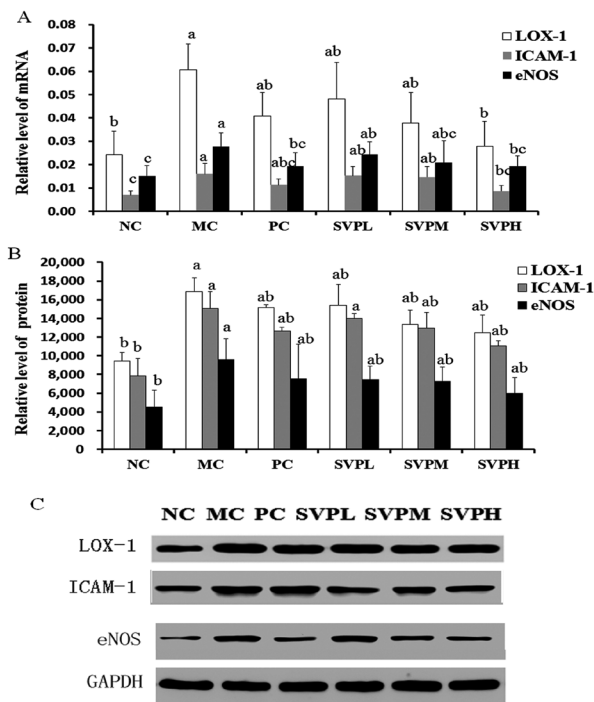 A
Relative level of mRNA
0.08
0.07
0.06
0.05
0.04
0.03
0.02
0.01
0.00
LOX-1
ICAM-1
eNOS
b c c
a a a
ab abc bc
ab ab ab
ab ab abc
b bc bc
NC MC PC SVPL SVPM SVPH
B
Relative level of protein
20,000
18,000
16,000
14,000
12,000
10,000
8,000
6,000
4,000
2,000
0
LOX-1
ICAM-1
eNOS
b b b
a a a
ab ab ab
ab a ab
ab ab ab
ab ab ab
NC MC PC SVPL SVPM SVPH
C
NC MC PC SVPL SVPM SVPH
LOX-1
ICAM-1
eNOS
GAPDH